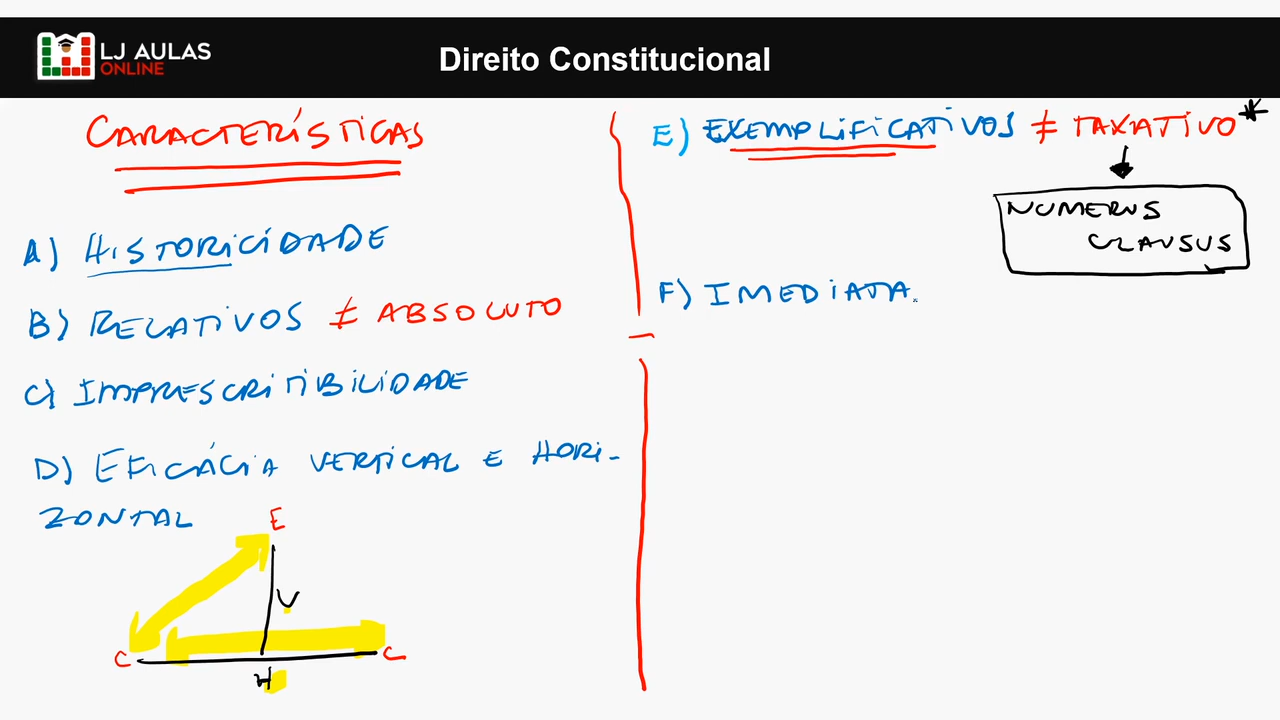 LJ AULAS
ONLINE
Direito Constitucional
CARACTERÍSTICAS
A) HISTORICIDADE
B) RELATIVOS ≠ ABSOLUTO
C) IMPRESCRITIBILIDADE
D) EFICÁCIA VERTICAL E HORI-
ZONTAL
E
V
C
C
H
E) EXEMPLIFICATIVOS ≠ TAXATIVO*
NUMERUS
CLAUSUS
F) IMEDIATA